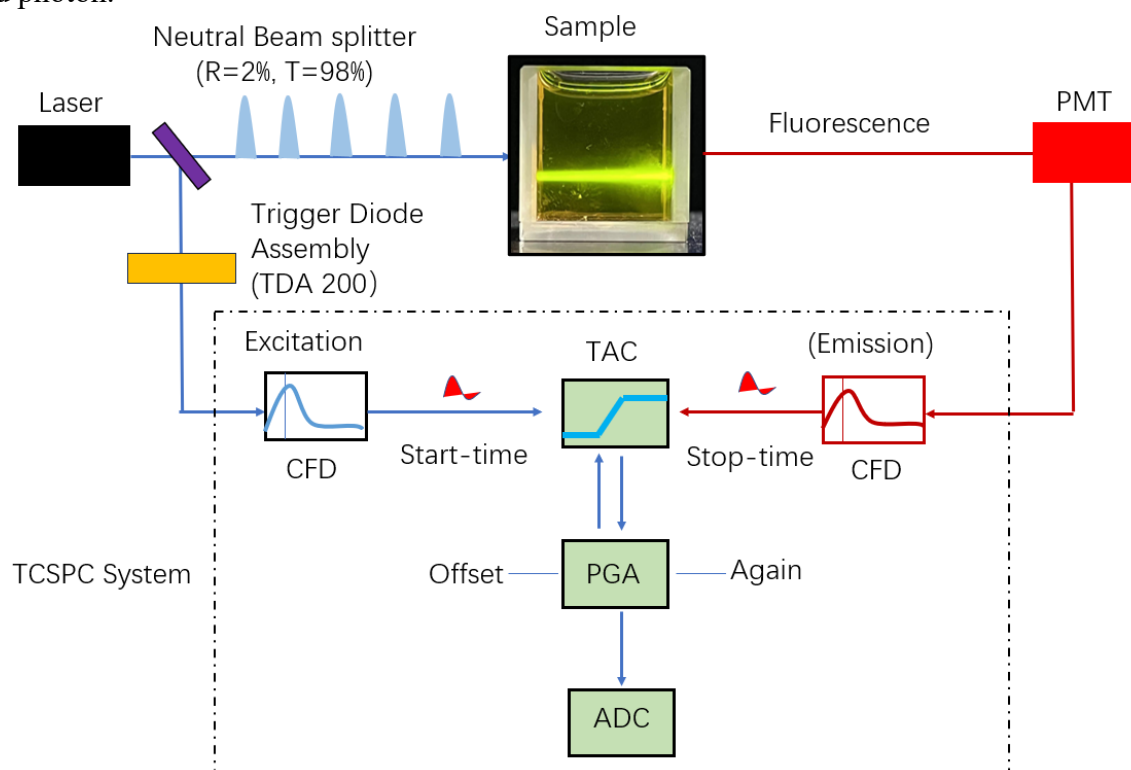 d photon.
Neutral Beam splitter
(R=2%, T=98%)
Sample
Laser
PMT
Fluorescence
Trigger Diode
Assembly
(TDA 200)
Excitation
TAC
(Emission)
Start-time
Stop-time
CFD
CFD
TCSPC System
Offset
PGA
Again
ADC